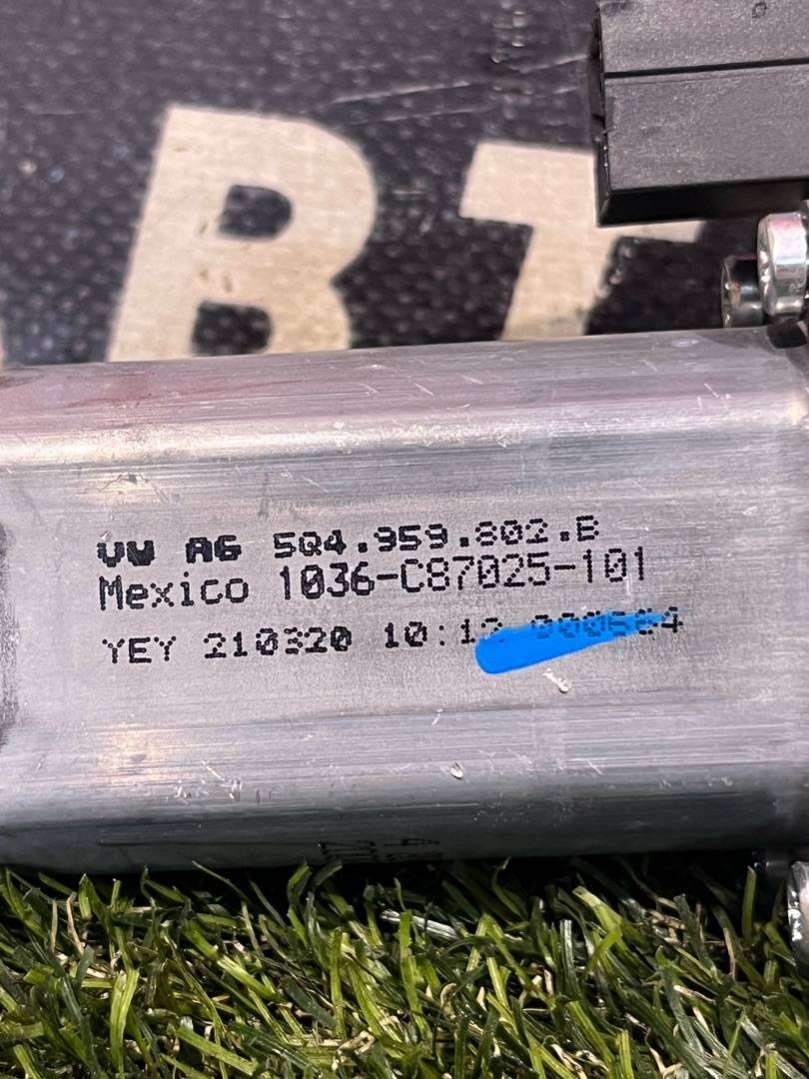 BT
VW AG 5Q4.959.802.B
Mexico 1036-C87025-101
YEY 210320 10:12